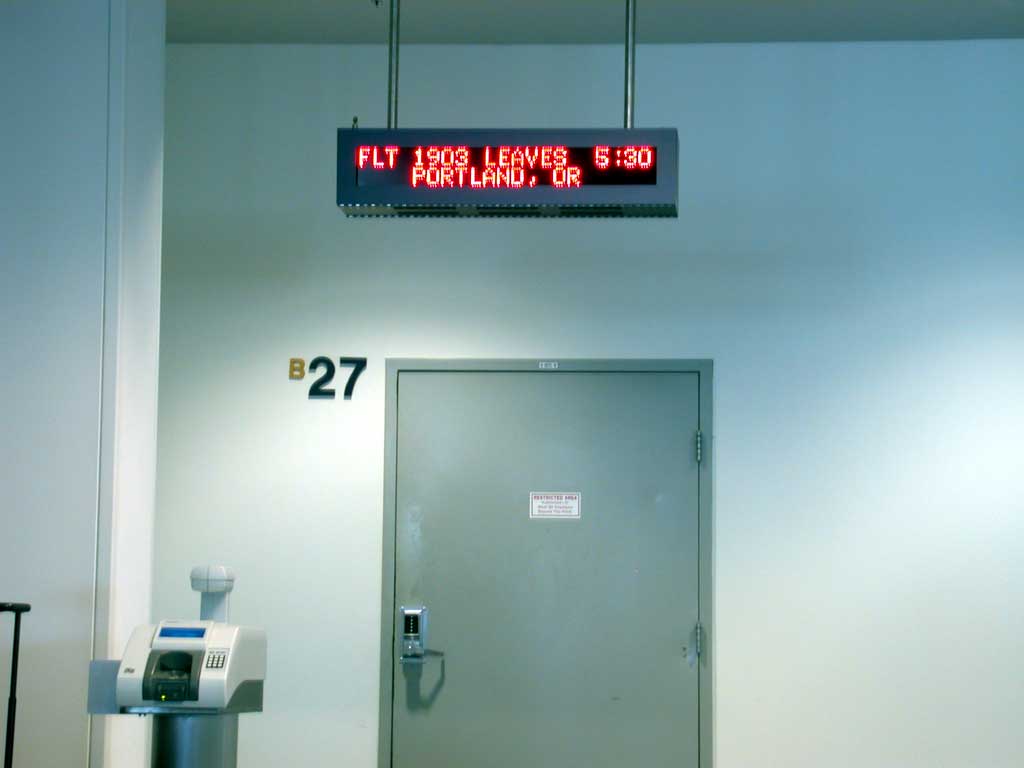 FLT 1903 LEAVES 5:30
PORTLAND, OR
B27
RESTRICTED AREA